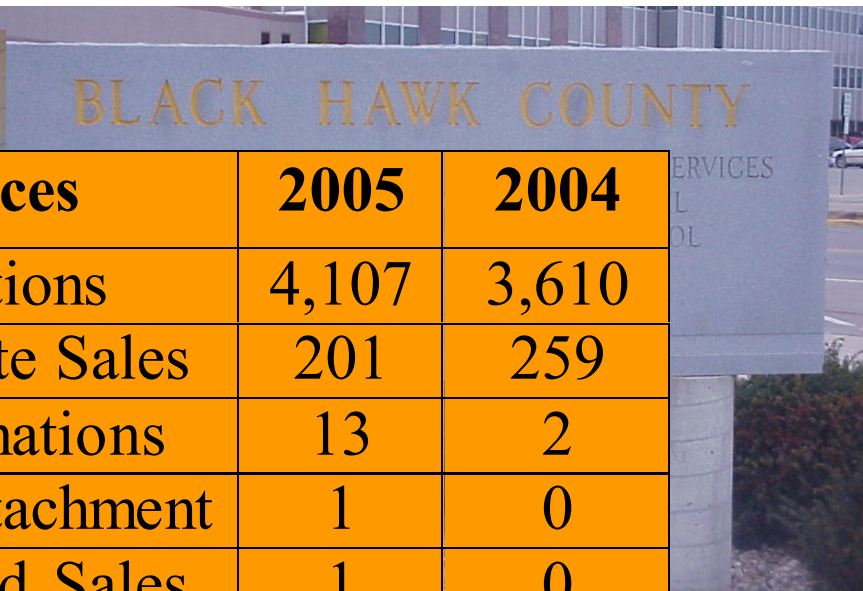 BLACK HAWK COUNTY
ERVICES
L
OL
ces 2005 2004
tions 4,107 3,610
te Sales 201 259
nations 13 2
tachment 1 0
d Sales 1 0